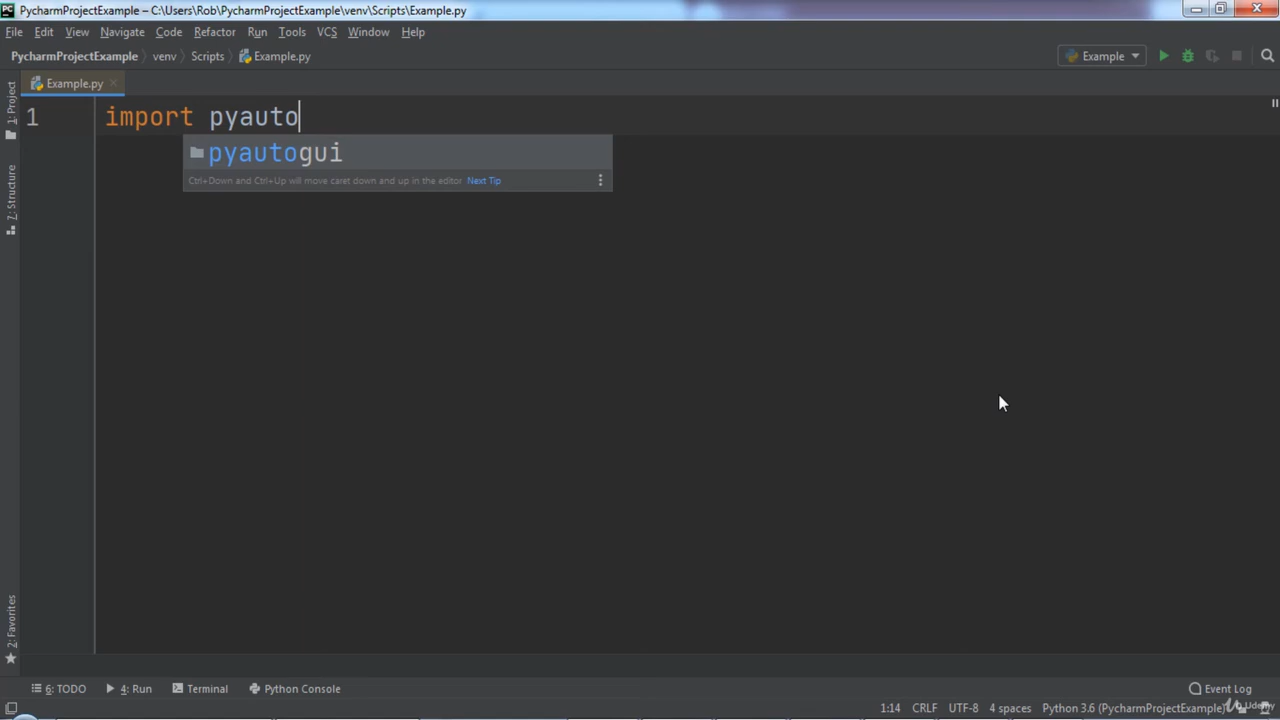 PC PycharmProjectExample – C:\Users\Rob\PycharmProjectExample\venv\Scripts\Example.py
File Edit View Navigate Code Refactor Run Tools VCS Window Help
PycharmProjectExample venv Scripts Example.py Example
Example.py
1: Project
7: Structure
2: Favorites
1 import pyauto
pyautogui
Ctrl+Down and Ctrl+Up will move caret down and up in the editor Next Tip
6: TODO 4: Run Terminal Python Console Event Log
1:14 CRLF UTF-8 4 spaces Python 3.6 (PycharmProjectExample)
Udemy